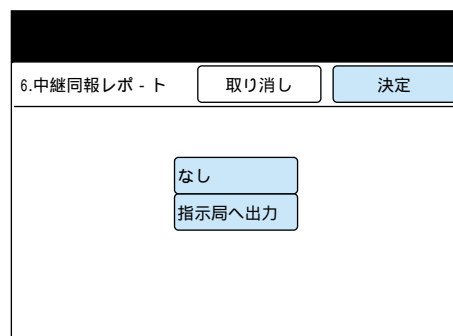 6.中継同報レポ-ト 取り消し 決定
なし
指示局へ出力